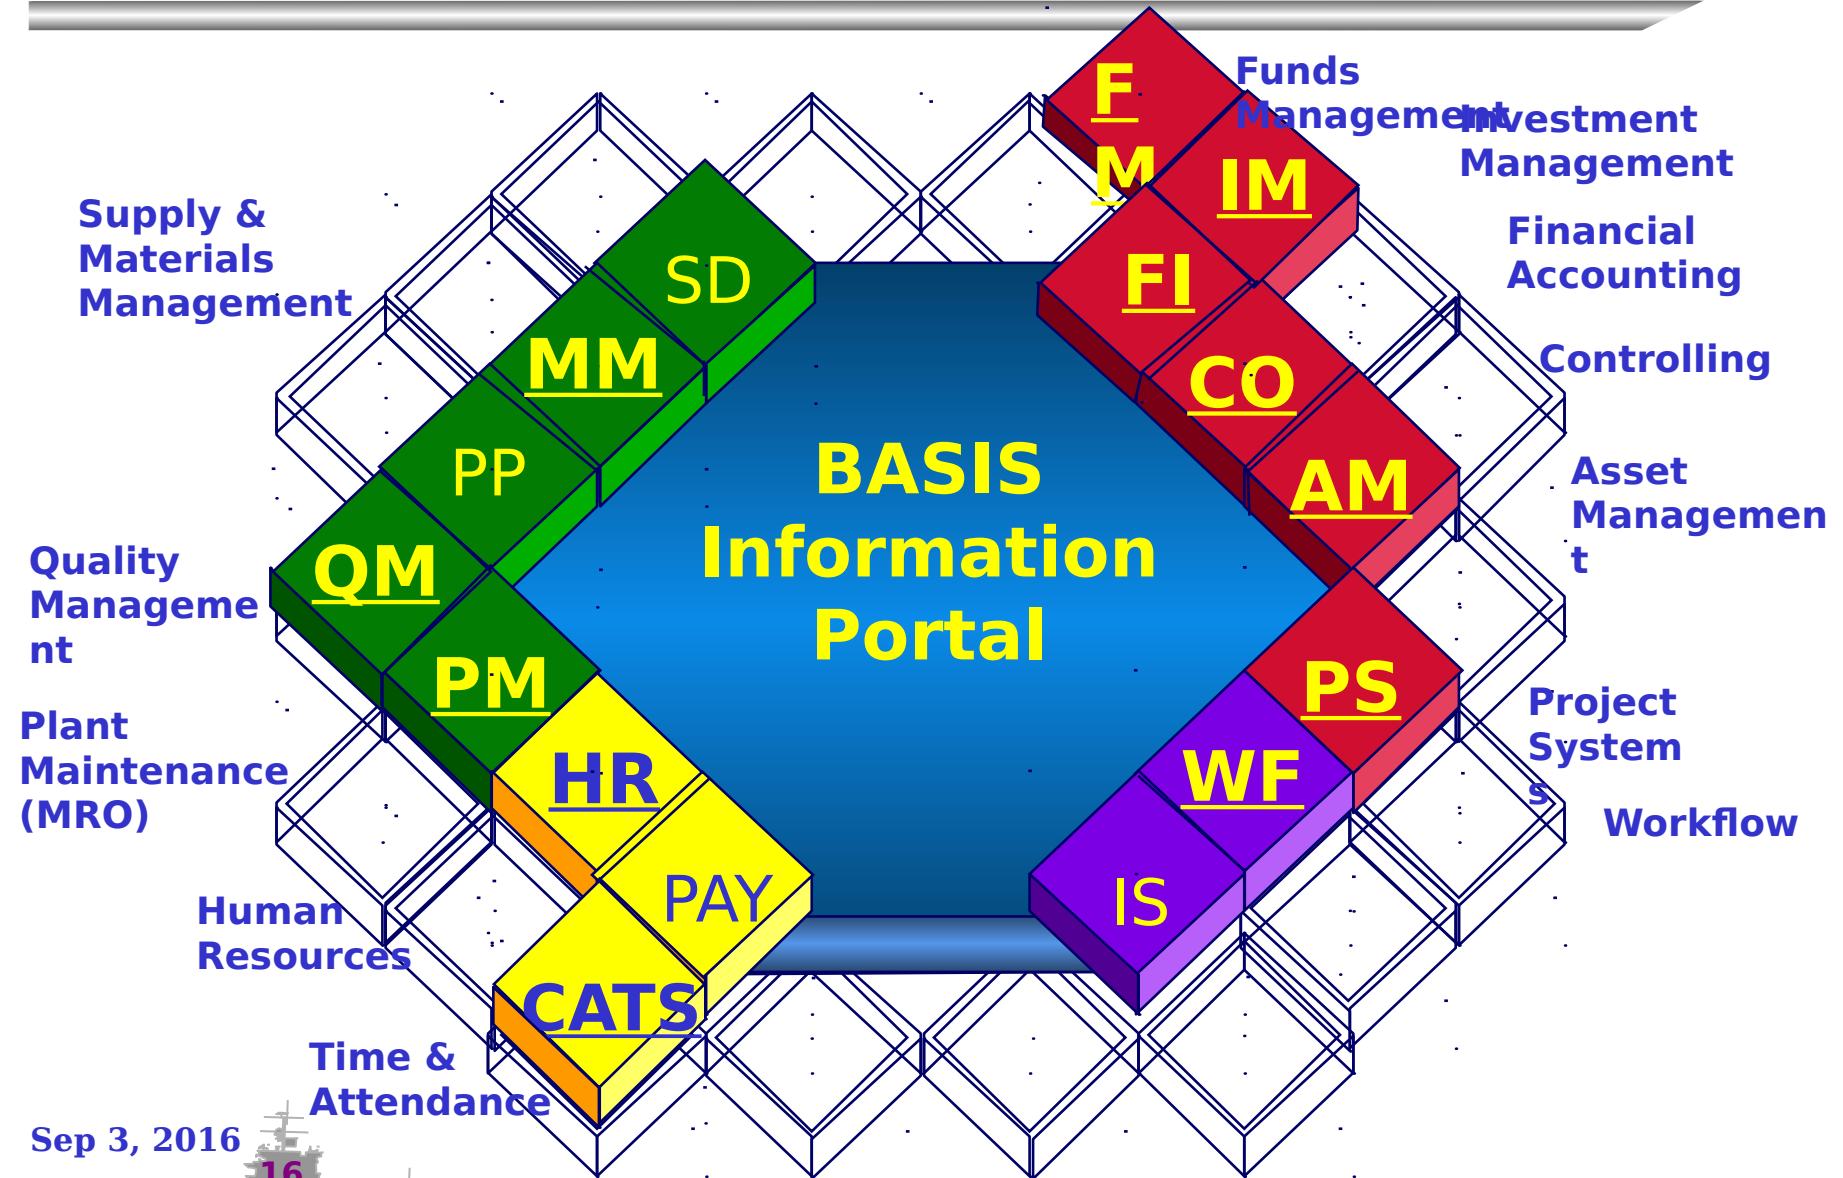 F
M
Funds
Management
Investment
Management
IM
Supply &
Materials
Management
SD
FI
Financial
Accounting
MM
CO
Controlling
PP
AM
Asset
Managemen
t
BASIS
Information
Portal
QM
Quality
Manageme
nt
PM
PS
Project
System
s
Plant
Maintenance
(MRO)
HR
WF
Workflow
PAY
IS
Human
Resources
CATS
Time &
Attendance
Sep 3, 2016
16